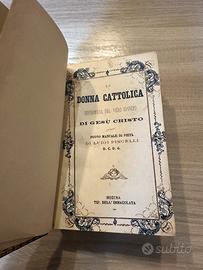 LA
DONNA CATTOLICA
DI GESÙ CRISTO
NUOVO MANUALE DI PIETÀ
DI LUIGI PINCELLI
MODENA
TIP. DELL' IMMACOLATA
subito